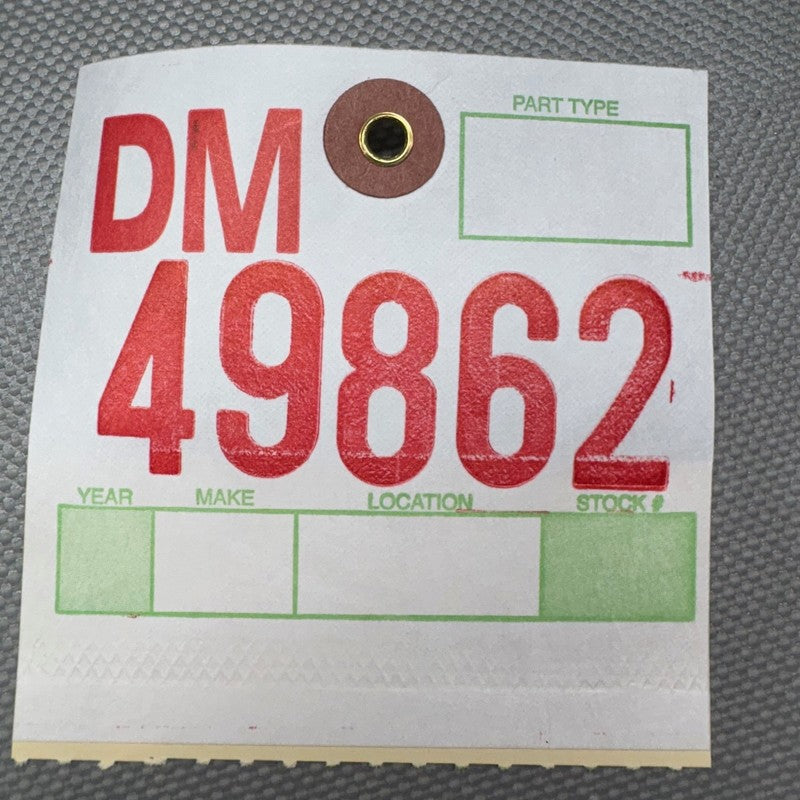 DM
PART TYPE
49862
YEAR MAKE LOCATION STOCK #